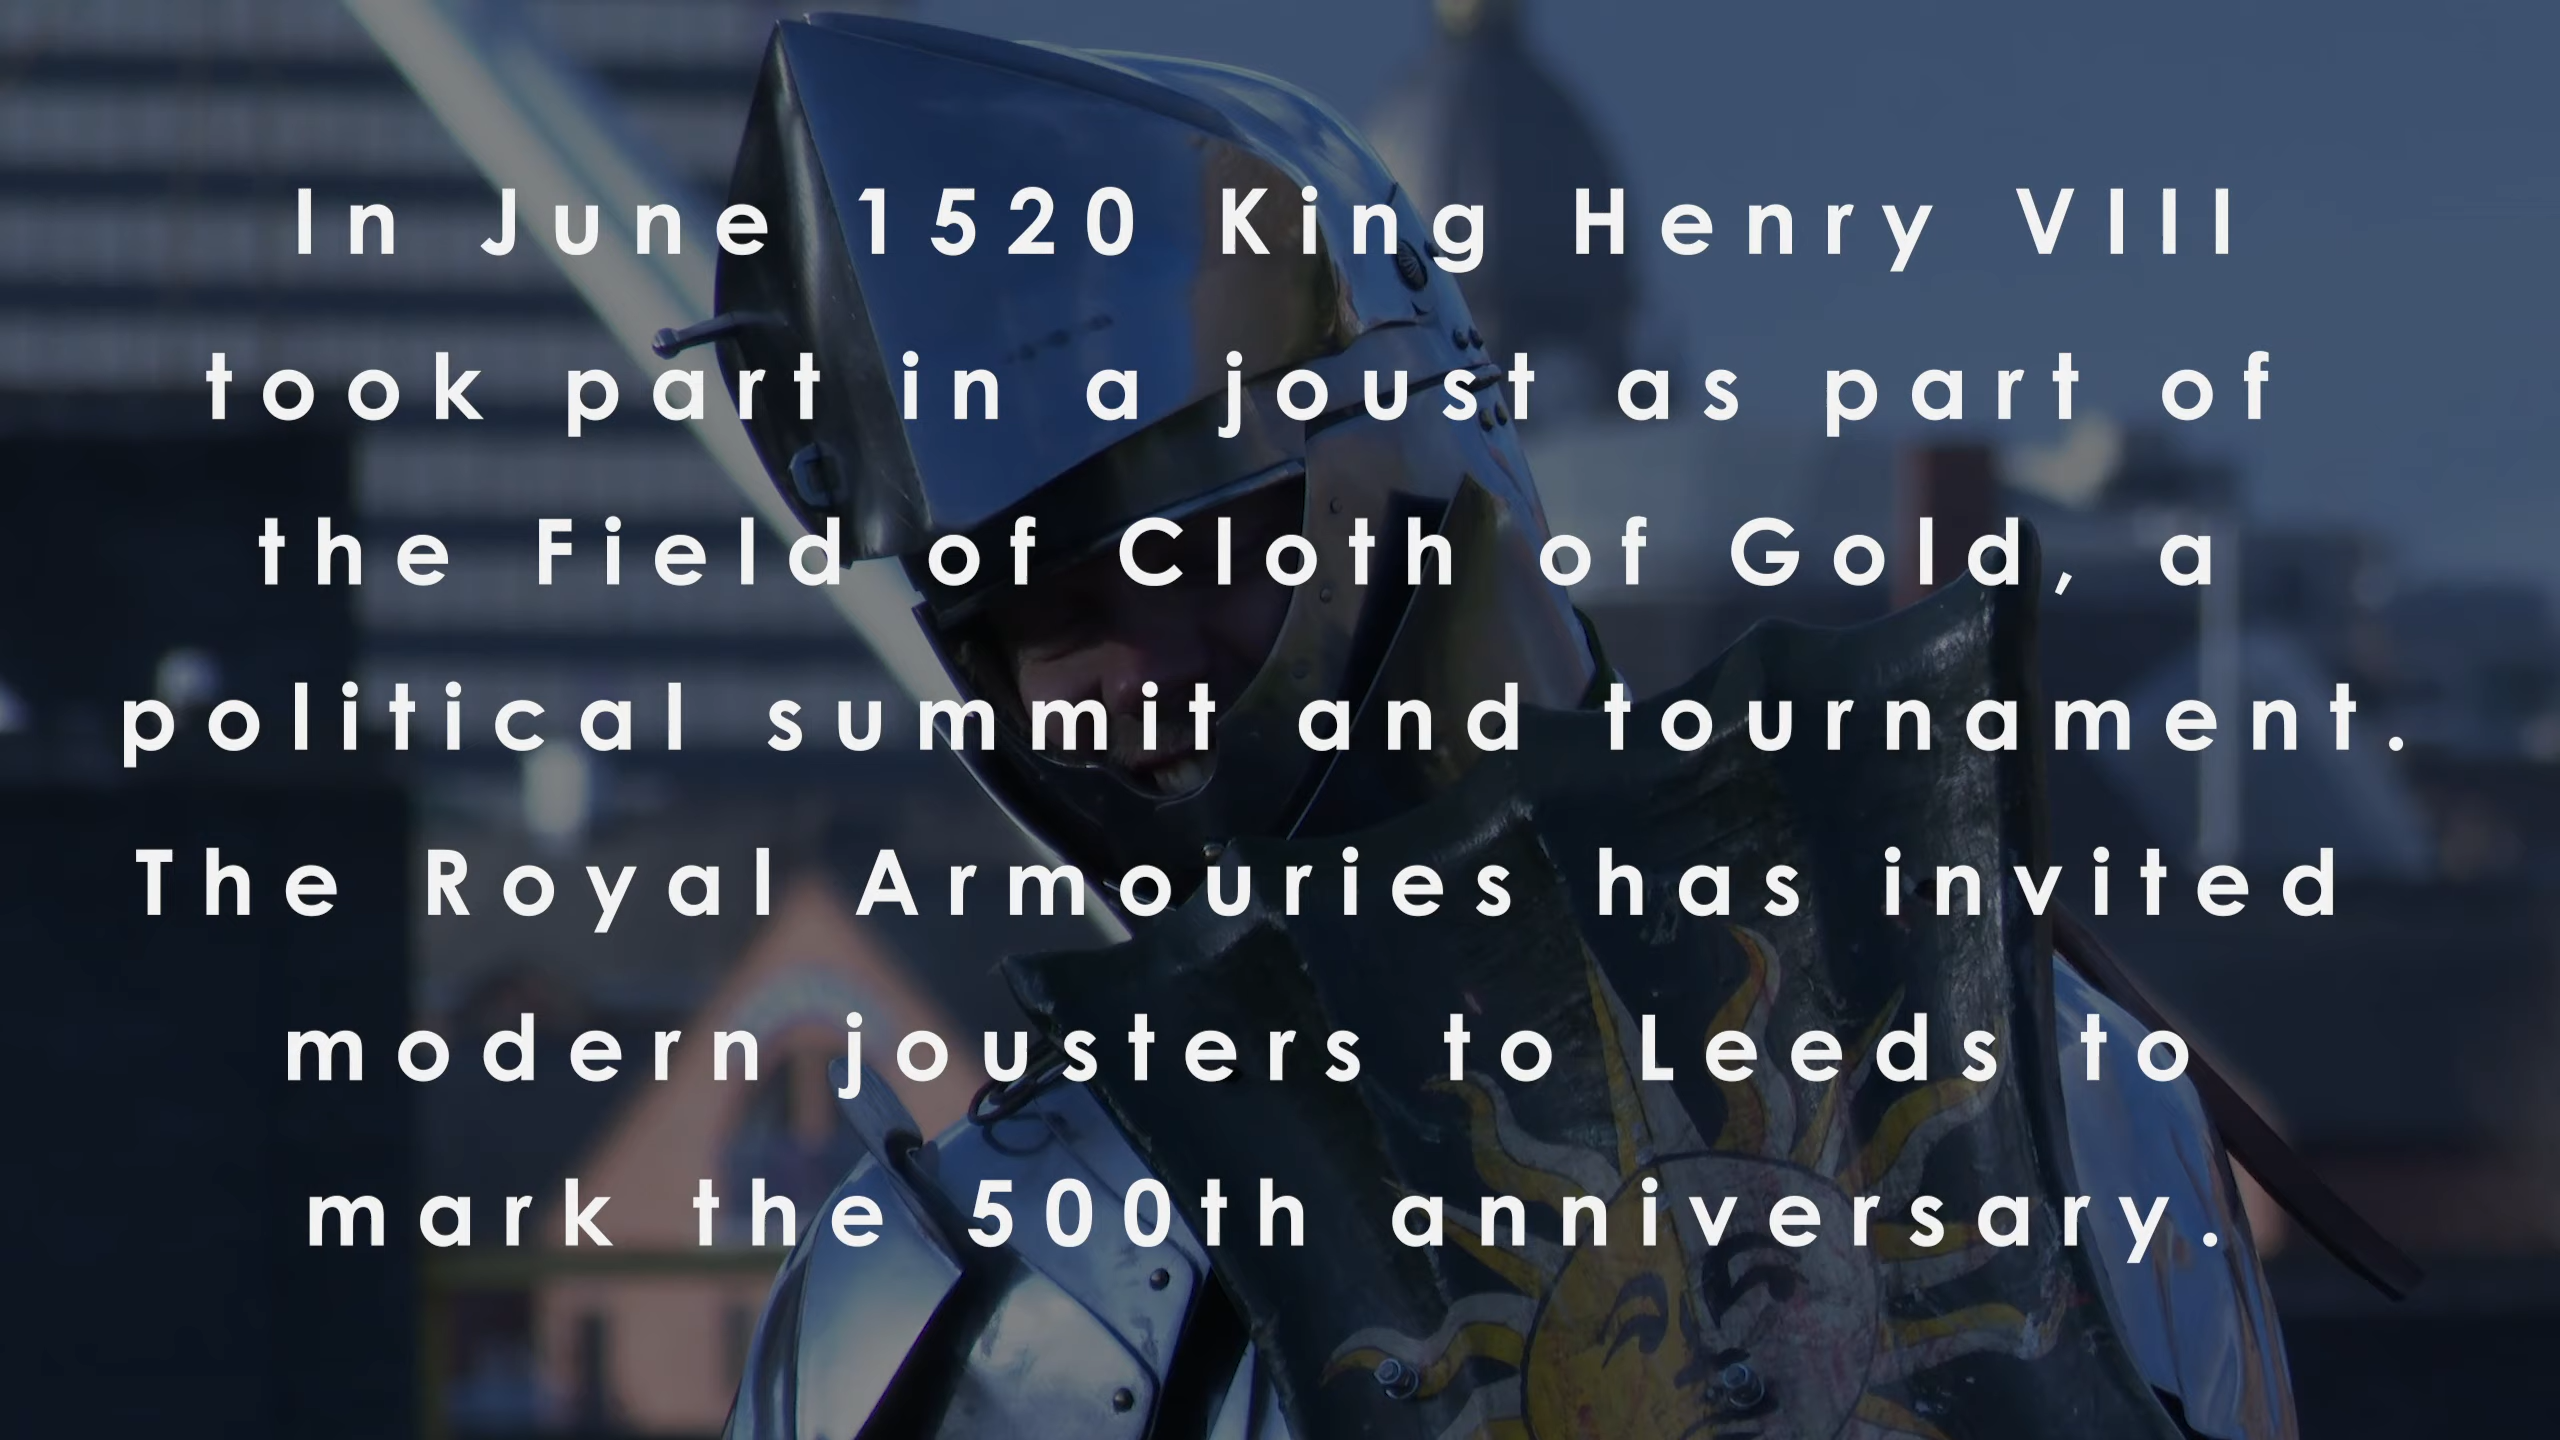 In June 1520 King Henry VIII
took part in a joust as part of
the Field of Cloth of Gold, a
political summit and tournament.
The Royal Armouries has invited
modern jousters to Leeds to
mark the 500th anniversary.